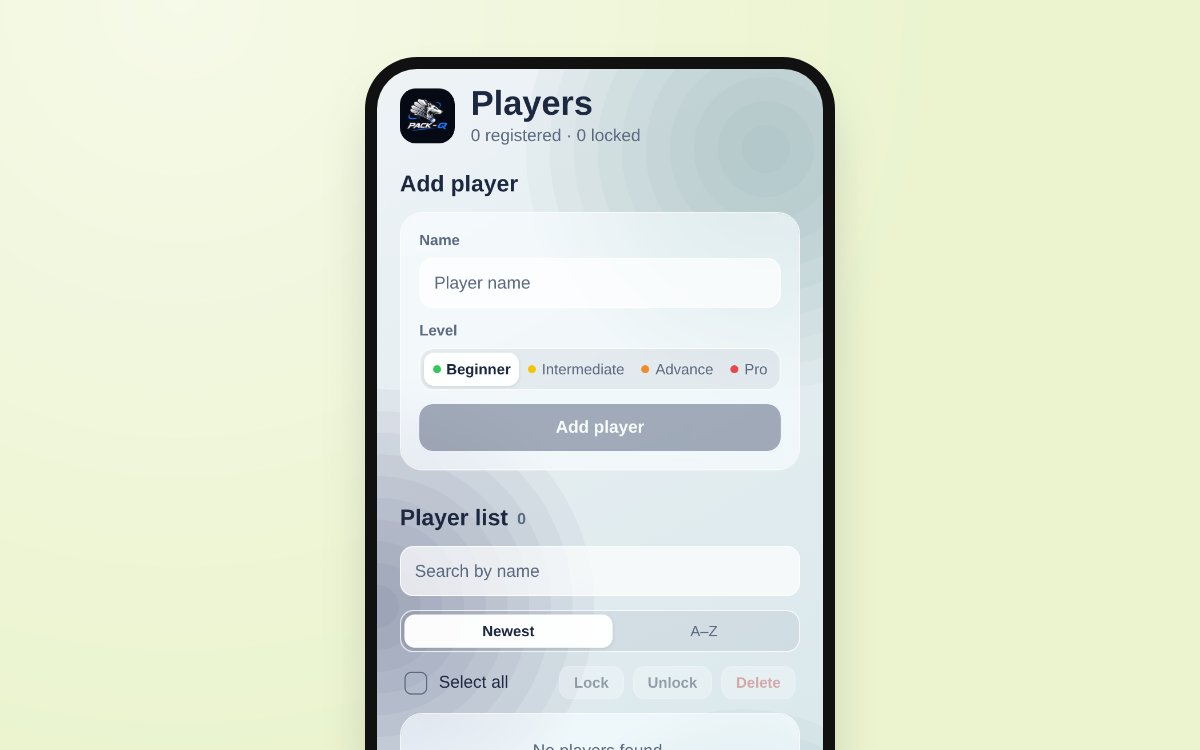 PACK-Q
Players
0 registered · 0 locked
Add player
Name
Player name
Level
Beginner Intermediate Advance Pro
Add player
Player list 0
Search by name
Newest A–Z
Select all Lock Unlock Delete
No players found